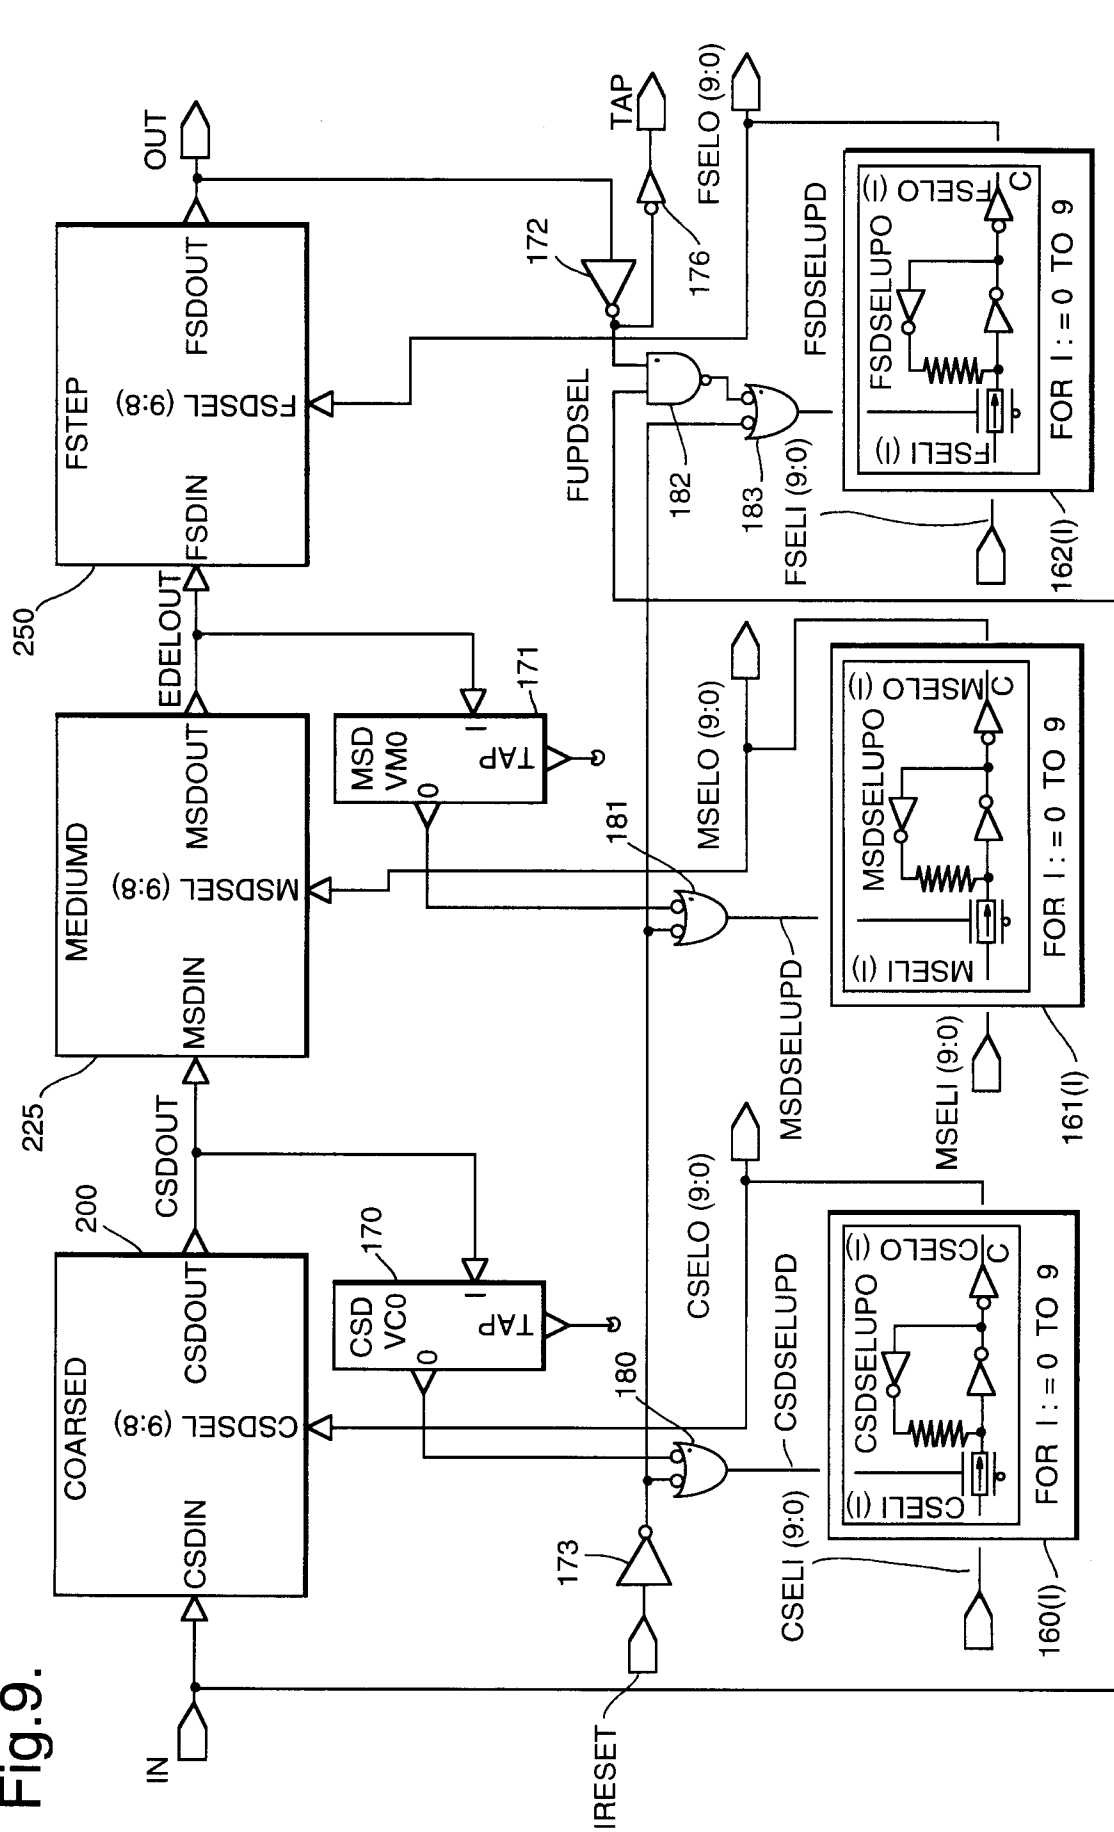 Fig.9.
IN
COARSED
CSDIN
CSDSEL (9:8)
CSDOUT
200
CSDOUT
225
MEDIUMD
MSDIN
MSDSEL (9:8)
MSDOUT
EDELOUT
250
FSTEP
FSDIN
FSDSEL (9:8)
FSDOUT
OUT
CSD
VC0
0
I
TAP
170
MSD
VM0
0
I
TAP
171
172
TAP
176
FUPDSEL
182
183
IRESET
173
180
181
CSDSELUPD
MSDSELUPD
FSDSELUPD
CSELO (9:0)
MSELO (9:0)
FSELO (9:0)
CSELI (9:0)
MSELI (9:0)
FSELI (9:0)
CSELI (I)
CSDSELUPO
CSELO (I)
C
FOR I : = 0 TO 9
160(I)
MSELI (I)
MSDSELUPO
MSELO (I)
C
FOR I : = 0 TO 9
161(I)
FSELI (I)
FSDSELUPO
FSELO (I)
C
FOR I : = 0 TO 9
162(I)